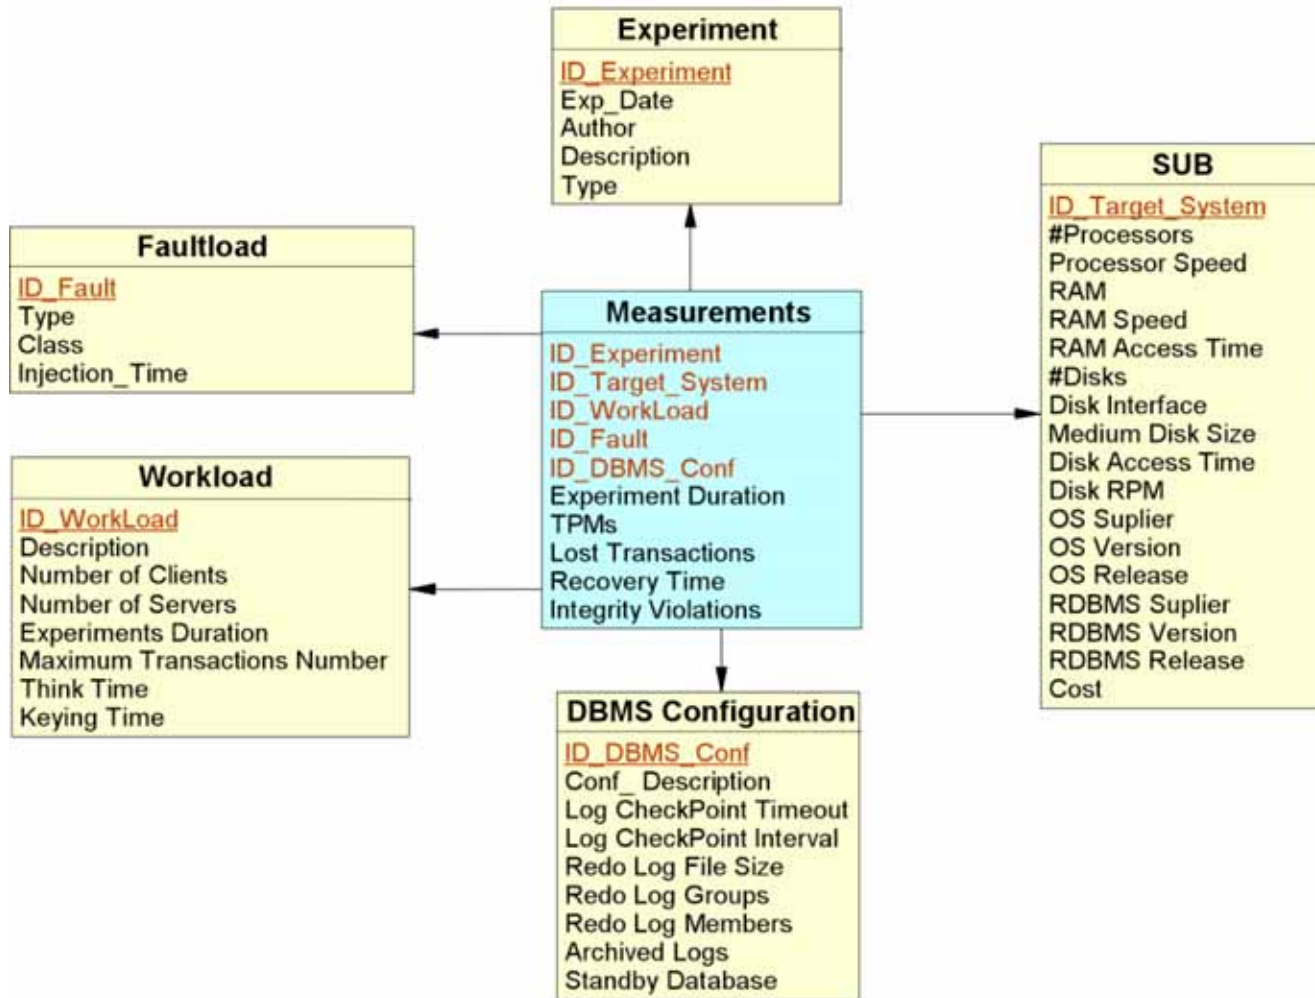 Experiment
ID_Experiment
Exp_Date
Author
Description
Type
SUB
ID_Target_System
#Processors
Processor Speed
RAM
RAM Speed
RAM Access Time
#Disks
Disk Interface
Medium Disk Size
Disk Access Time
Disk RPM
OS Suplier
OS Version
OS Release
RDBMS Suplier
RDBMS Version
RDBMS Release
Cost
Faultload
ID_Fault
Type
Class
Injection_Time
Measurements
ID_Experiment
ID_Target_System
ID_WorkLoad
ID_Fault
ID_DBMS_Conf
Experiment Duration
TPMs
Lost Transactions
Recovery Time
Integrity Violations
Workload
ID_WorkLoad
Description
Number of Clients
Number of Servers
Experiments Duration
Maximum Transactions Number
Think Time
Keying Time
DBMS Configuration
ID_DBMS_Conf
Conf_ Description
Log CheckPoint Timeout
Log CheckPoint Interval
Redo Log File Size
Redo Log Groups
Redo Log Members
Archived Logs
Standby Database